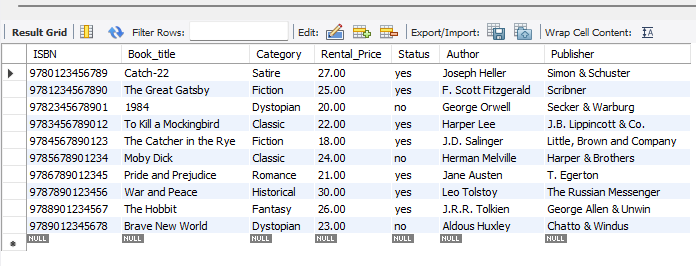 Result Grid Filter Rows: Edit: Export/Import: Wrap Cell Content: IA
ISBN Book_title Category Rental_Price Status Author Publisher
9780123456789 Catch-22 Satire 27.00 yes Joseph Heller Simon & Schuster
9781234567890 The Great Gatsby Fiction 25.00 yes F. Scott Fitzgerald Scribner
9782345678901 1984 Dystopian 20.00 no George Orwell Secker & Warburg
9783456789012 To Kill a Mockingbird Classic 22.00 yes Harper Lee J.B. Lippincott & Co.
9784567890123 The Catcher in the Rye Fiction 18.00 yes J.D. Salinger Little, Brown and Company
9785678901234 Moby Dick Classic 24.00 no Herman Melville Harper & Brothers
9786789012345 Pride and Prejudice Romance 21.00 yes Jane Austen T. Egerton
9787890123456 War and Peace Historical 30.00 yes Leo Tolstoy The Russian Messenger
9788901234567 The Hobbit Fantasy 26.00 yes J.R.R. Tolkien George Allen & Unwin
9789012345678 Brave New World Dystopian 23.00 no Aldous Huxley Chatto & Windus
NULL NULL NULL NULL NULL NULL NULL